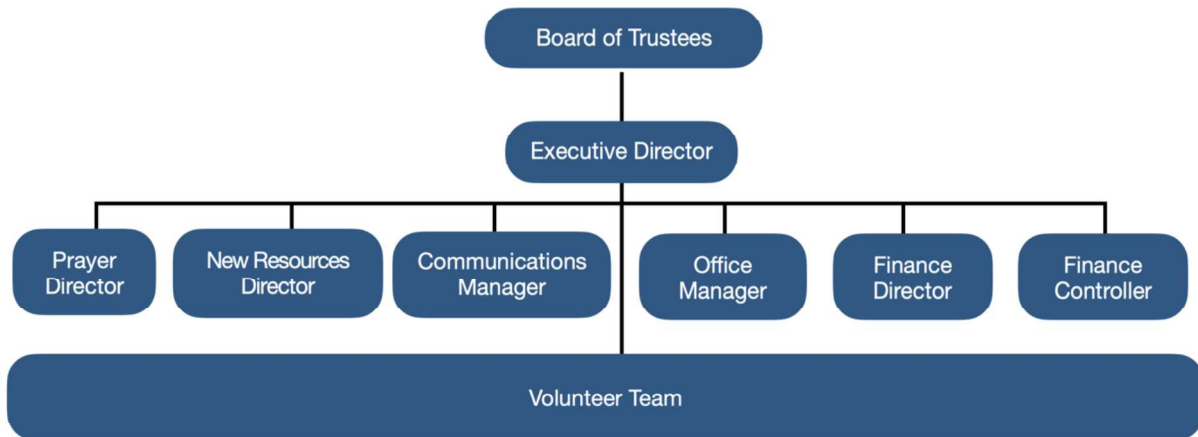 Board of Trustees
Executive Director
Prayer
Director
New Resources
Director
Communications
Manager
Office
Manager
Finance
Director
Finance
Controller
Volunteer Team